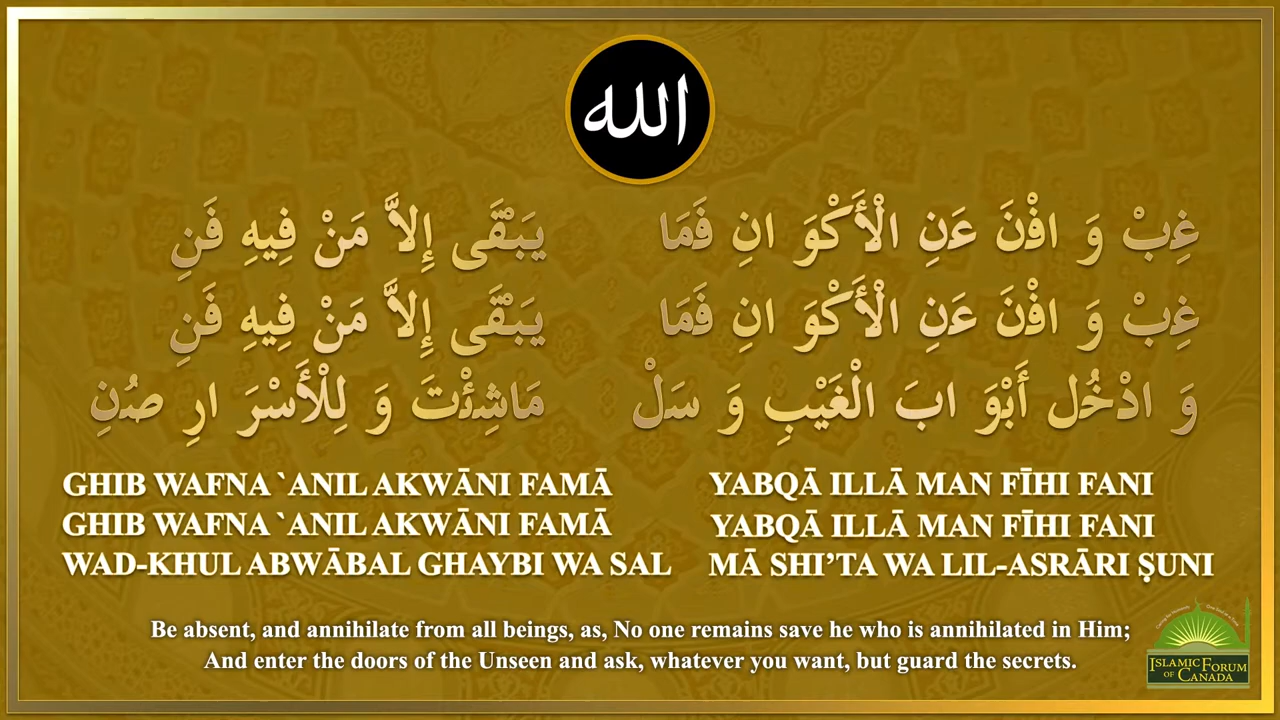 الله
غِبْ وَ افْنَ عَنِ الْأَكْوَ انِ فَمَا يَبْقَى إِلاَّ مَنْ فِيهِ فَنِ
غِبْ وَ افْنَ عَنِ الْأَكْوَ انِ فَمَا يَبْقَى إِلاَّ مَنْ فِيهِ فَنِ
وَ ادْخُل أَبْوَ ابَ الْغَيْبِ وَ سَلْ مَاشِئْتَ وَ لِلْأَسْرَ ارِ صُنِ
GHIB WAFNA `ANIL AKWĀNI FAMĀ YABQĀ ILLĀ MAN FĪHI FANI
GHIB WAFNA `ANIL AKWĀNI FAMĀ YABQĀ ILLĀ MAN FĪHI FANI
WAD-KHUL ABWĀBAL GHAYBI WA SAL MĀ SHI’TA WA LIL-ASRĀRI ṢUNI
Be absent, and annihilate from all beings, as, No one remains save he who is annihilated in Him;
And enter the doors of the Unseen and ask, whatever you want, but guard the secrets.
ISLAMIC FORUM
OF CANADA